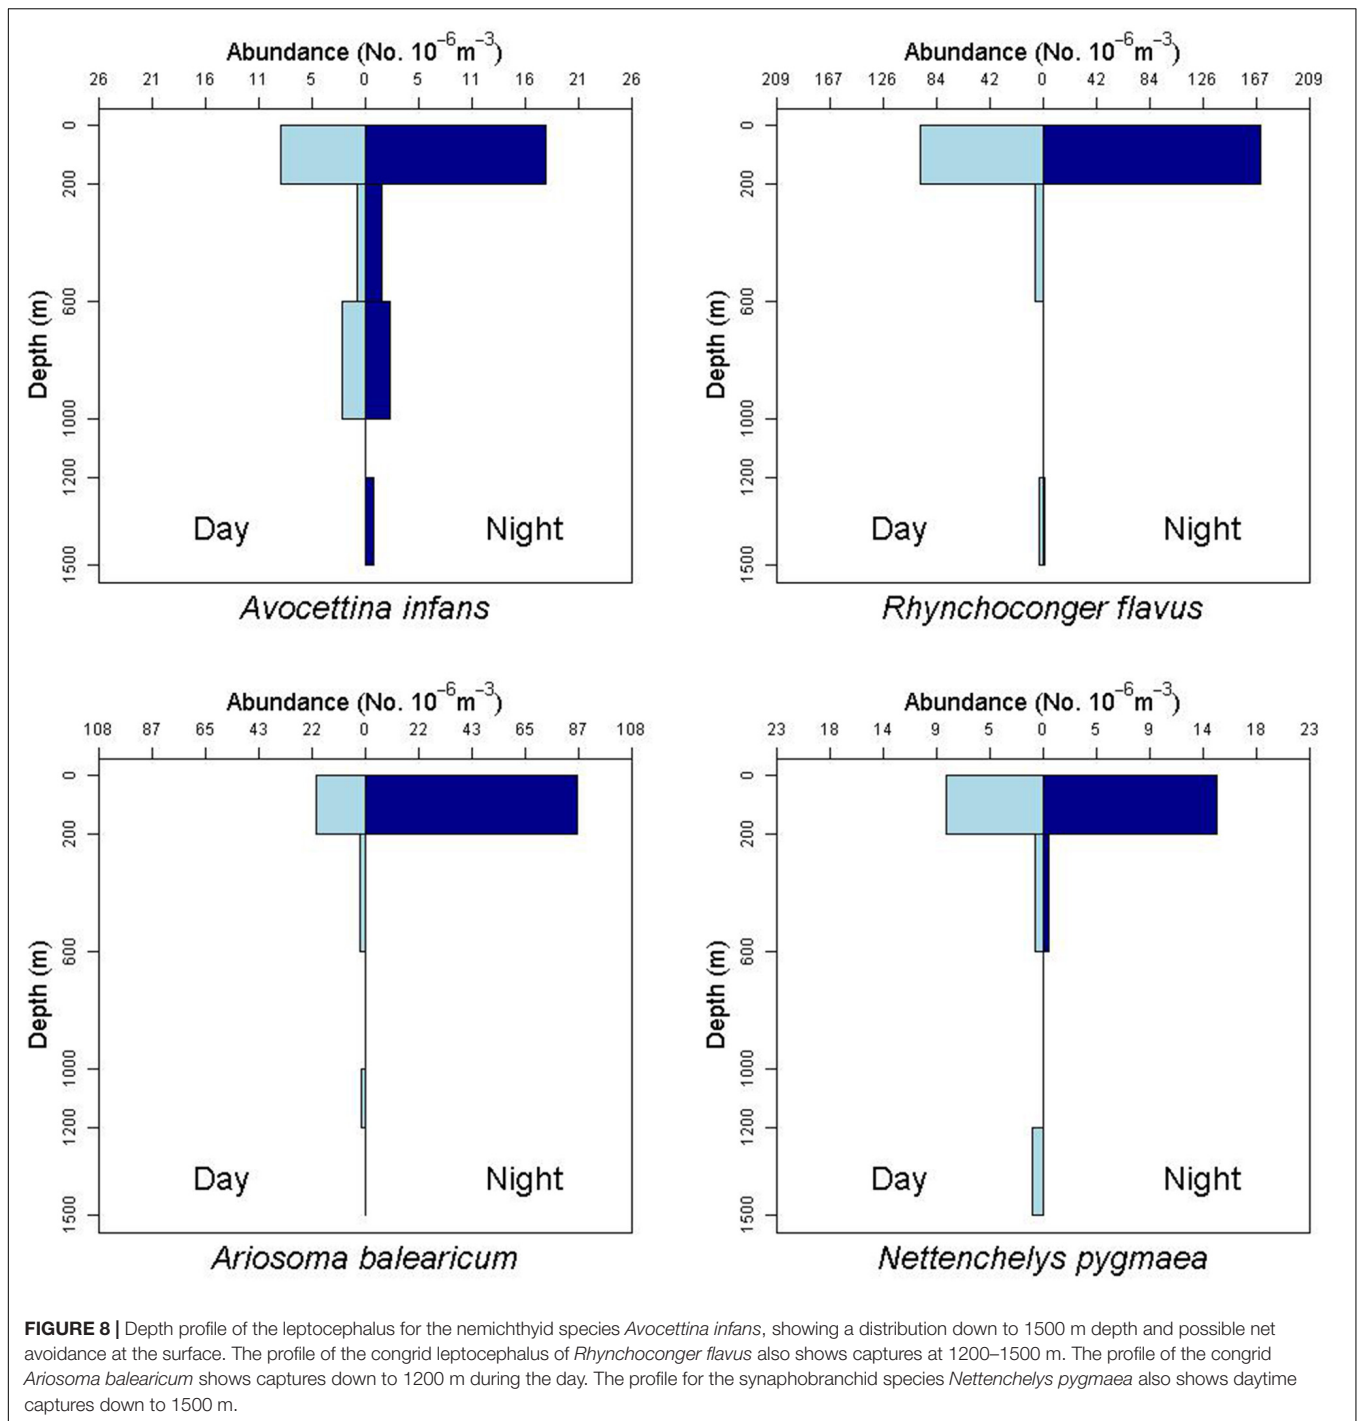 Abundance (No. 10⁻⁶m⁻³)
26 21 16 11 5 0 5 11 16 21 26
Depth (m)
0
200
600
1000
1200
1500
Day Night
Avocettina infans
Abundance (No. 10⁻⁶m⁻³)
209 167 126 84 42 0 42 84 126 167 209
Depth (m)
0
200
600
1000
1200
1500
Day Night
Rhynchoconger flavus
Abundance (No. 10⁻⁶m⁻³)
108 87 65 43 22 0 22 43 65 87 108
Depth (m)
0
200
600
1000
1200
1500
Day Night
Ariosoma balearicum
Abundance (No. 10⁻⁶m⁻³)
23 18 14 9 5 0 5 9 14 18 23
Depth (m)
0
200
600
1000
1200
1500
Day Night
Nettenchelys pygmaea
FIGURE 8 | Depth profile of the leptocephalus for the nemichthyid species Avocettina infans, showing a distribution down to 1500 m depth and possible net
avoidance at the surface. The profile of the congrid leptocephalus of Rhynchoconger flavus also shows captures at 1200–1500 m. The profile of the congrid
Ariosoma balearicum shows captures down to 1200 m during the day. The profile for the synaphobranchid species Nettenchelys pygmaea also shows daytime
captures down to 1500 m.